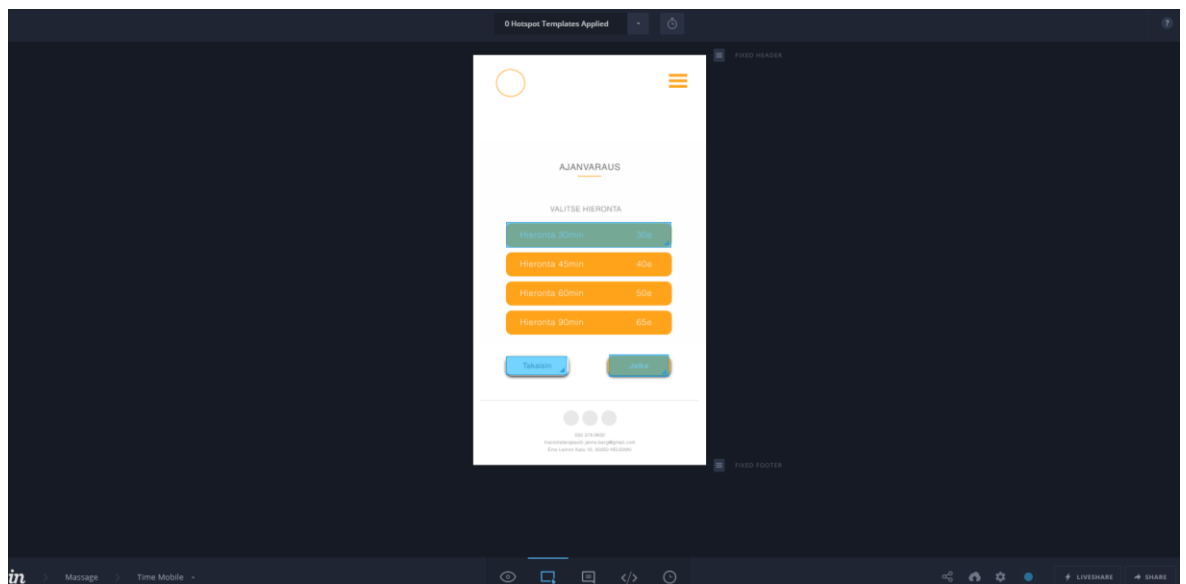 0 Hotspot Templates Applied
?
FIXED HEADER
AJANVARAUS
VALITSE HIERONTA
Hieronta 30min 30e
Hieronta 45min 40e
Hieronta 60min 50e
Hieronta 90min 65e
Takaisin Jatka
FIXED FOOTER
in > Massage > Time Mobile
LIVESHARE SHARE